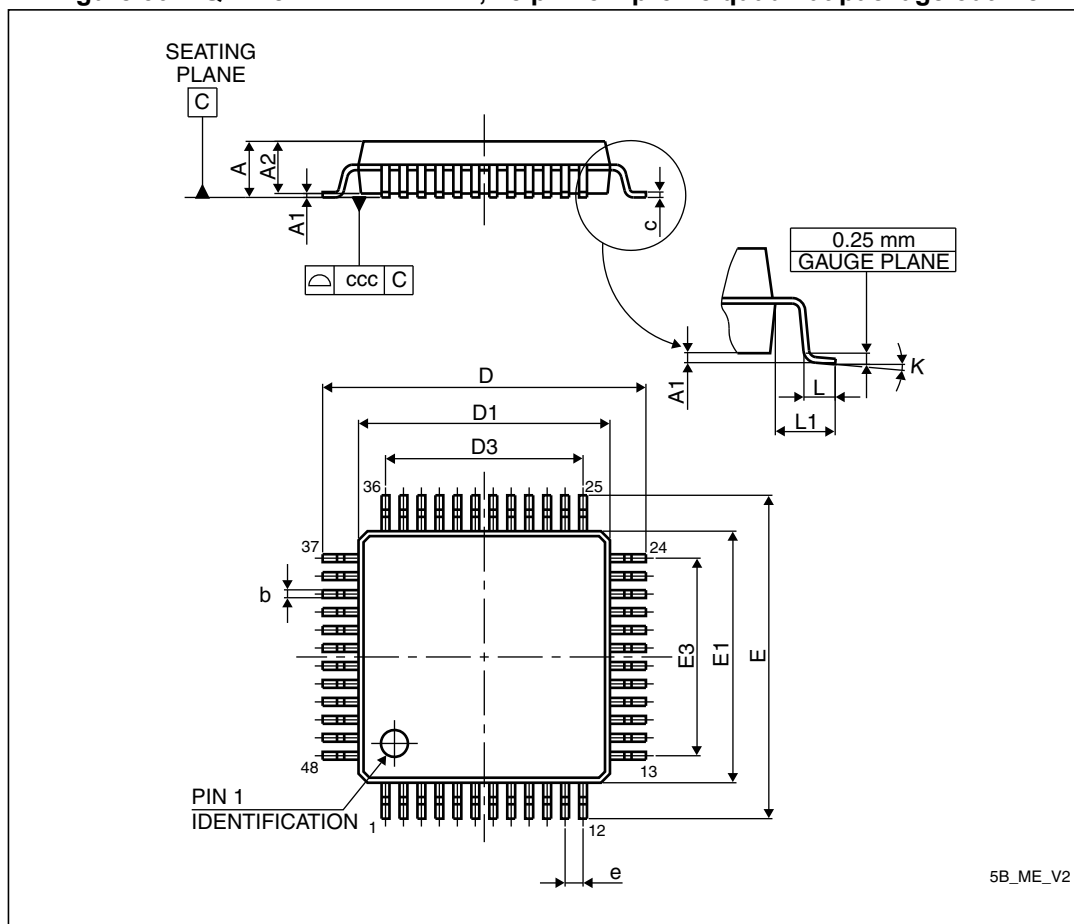 SEATING
PLANE
C
A
A2
A1
c
ccc C
0.25 mm
GAUGE PLANE
A1
K
L
L1
D
D1
D3
36
25
37
24
b
E3
E1
E
48
13
PIN 1
IDENTIFICATION
1
12
e
5B_ME_V2